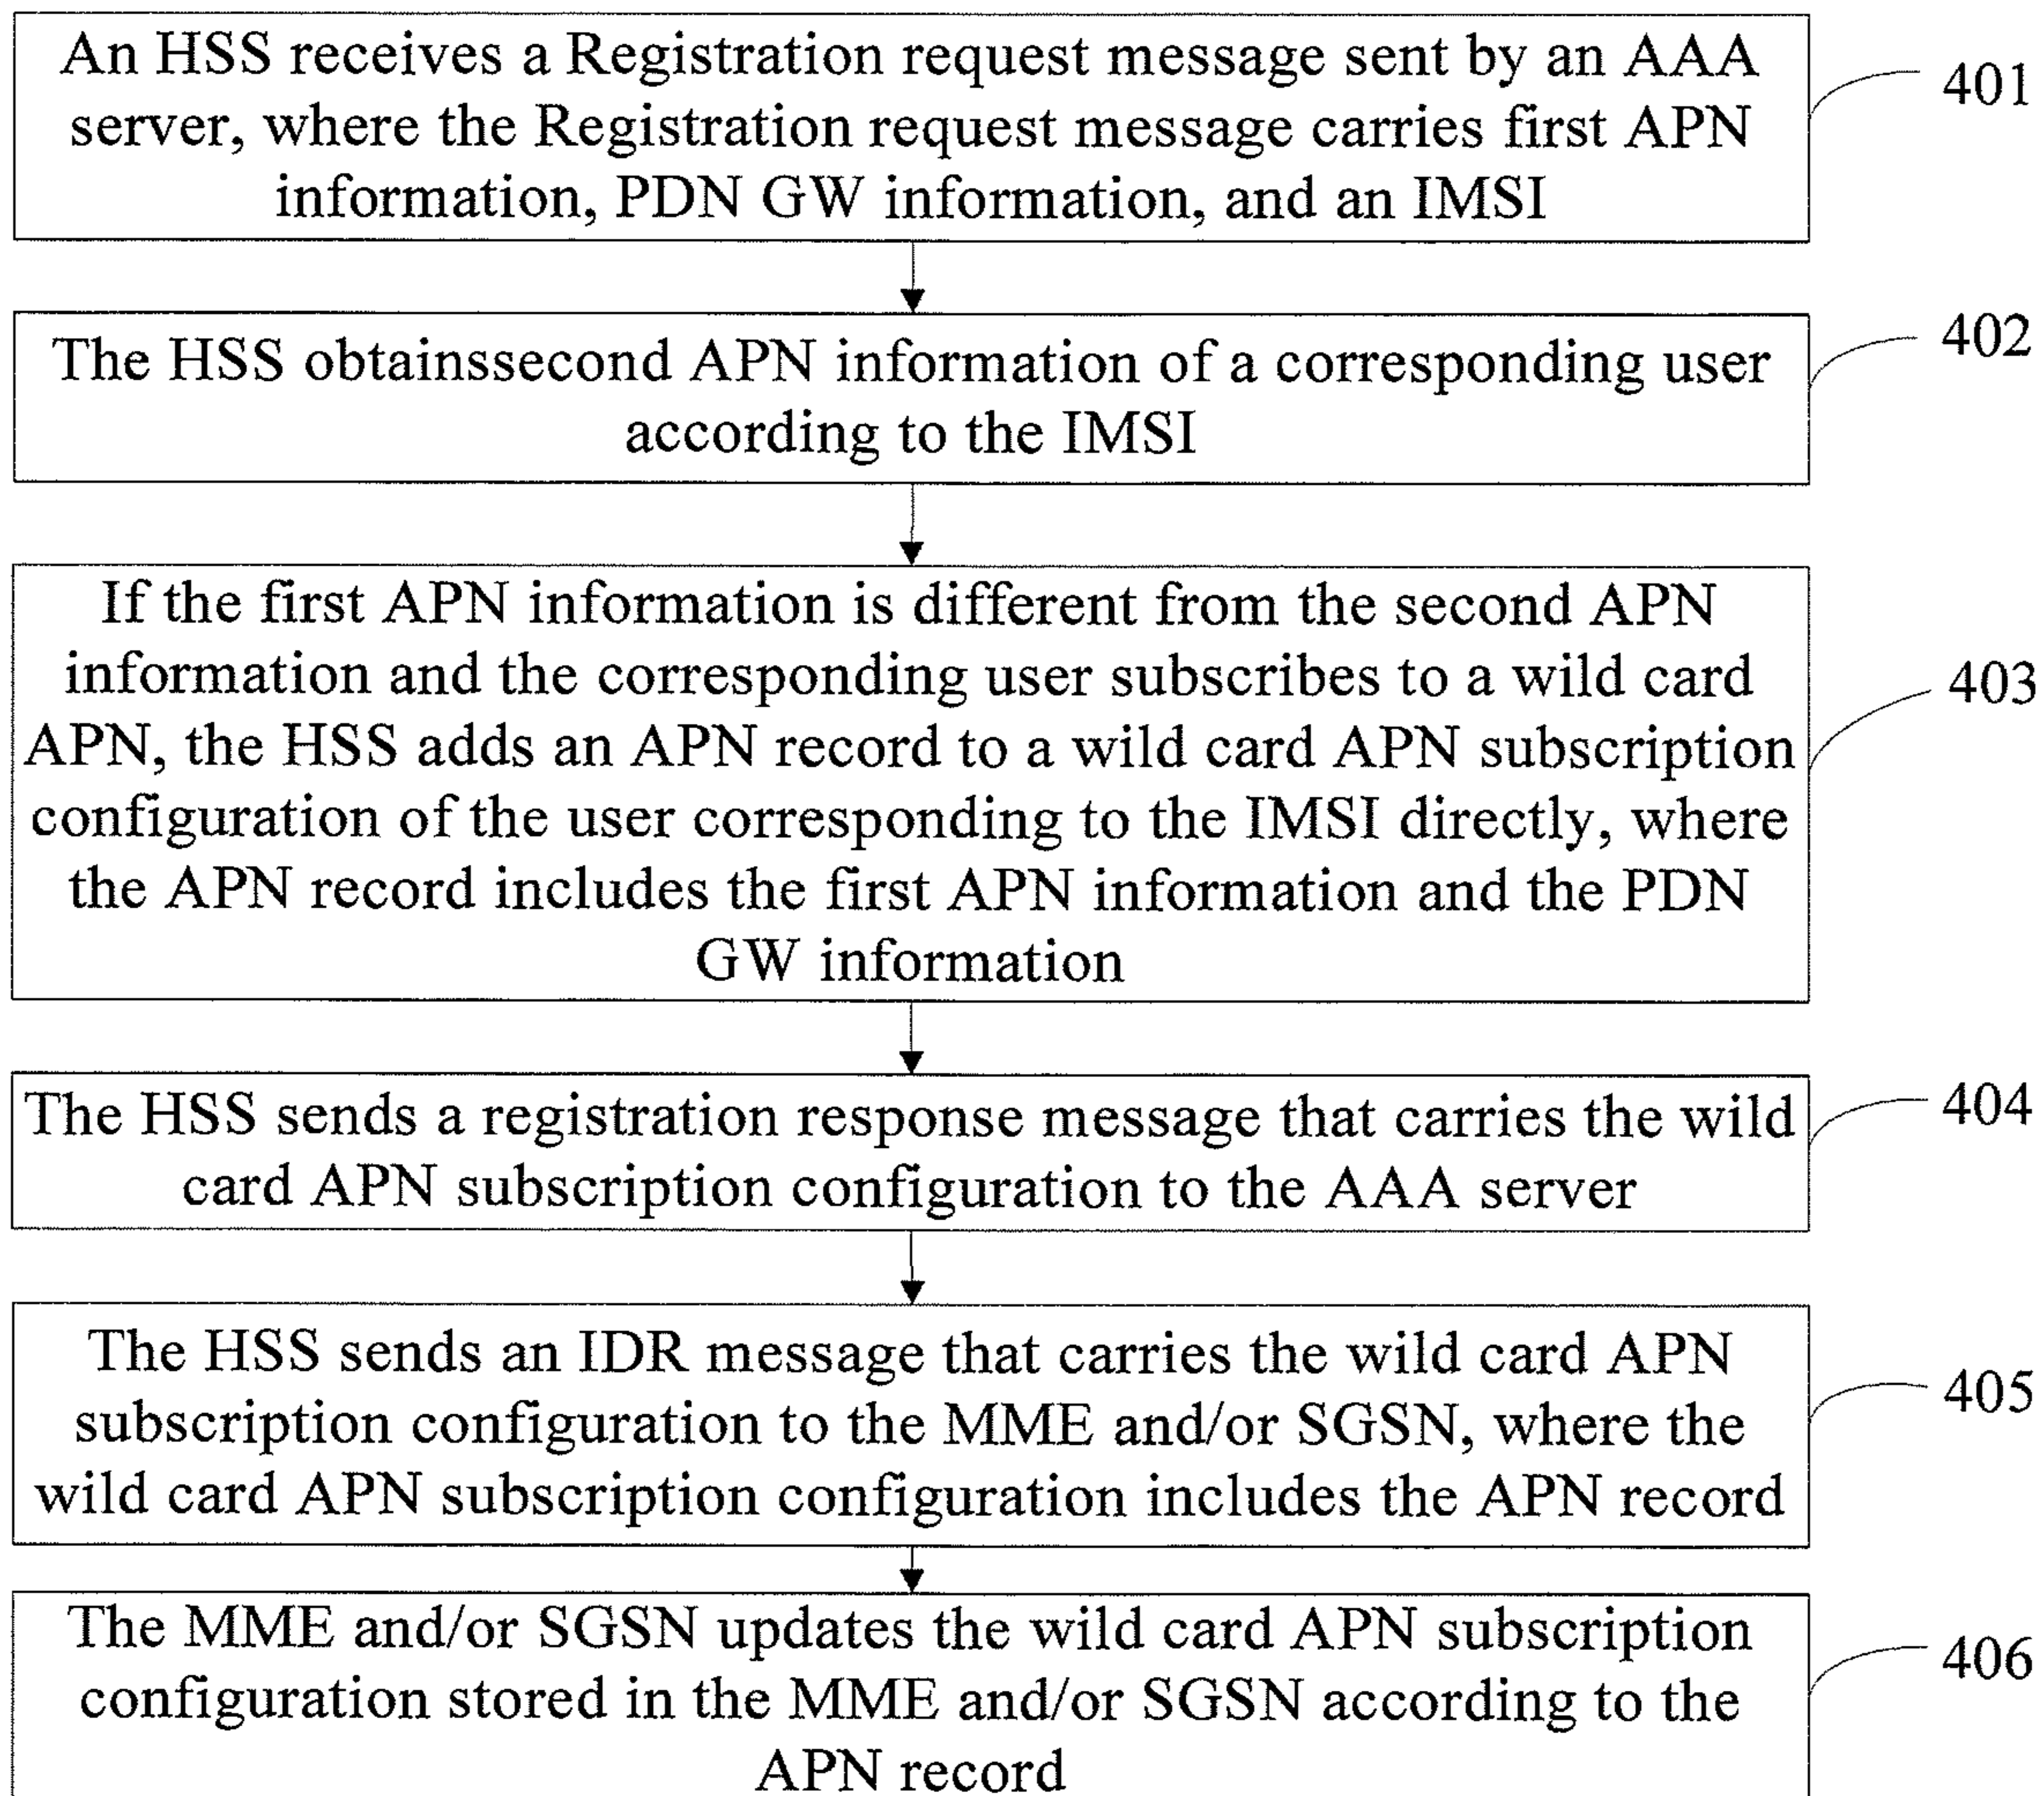 An HSS receives a Registration request message sent by an AAA
server, where the Registration request message carries first APN
information, PDN GW information, and an IMSI
401
The HSS obtainssecond APN information of a corresponding user
according to the IMSI
402
If the first APN information is different from the second APN
information and the corresponding user subscribes to a wild card
APN, the HSS adds an APN record to a wild card APN subscription
configuration of the user corresponding to the IMSI directly, where
the APN record includes the first APN information and the PDN
GW information
403
The HSS sends a registration response message that carries the wild
card APN subscription configuration to the AAA server
404
The HSS sends an IDR message that carries the wild card APN
subscription configuration to the MME and/or SGSN, where the
wild card APN subscription configuration includes the APN record
405
The MME and/or SGSN updates the wild card APN subscription
configuration stored in the MME and/or SGSN according to the
APN record
406